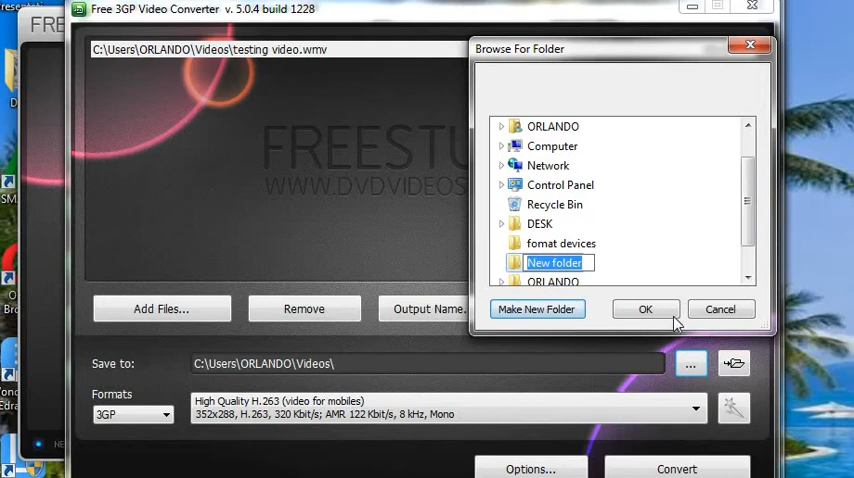 FREE
Free 3GP Video Converter v. 5.0.4 build 1228
C:\Users\ORLANDO\Videos\testing video.wmv
FREESTU
WWW.DVDVIDEOS
Browse For Folder
ORLANDO
Computer
Network
Control Panel
Recycle Bin
DESK
fomat devices
New folder
ORLANDO
Make New Folder
OK
Cancel
Add Files...
Remove
Output Name.
Save to:
C:\Users\ORLANDO\Videos\
...
Formats
3GP
High Quality H.263 (video for mobiles)
352x288, H.263, 320 Kbit/s; AMR 122 Kbit/s, 8 kHz, Mono
Options...
Convert